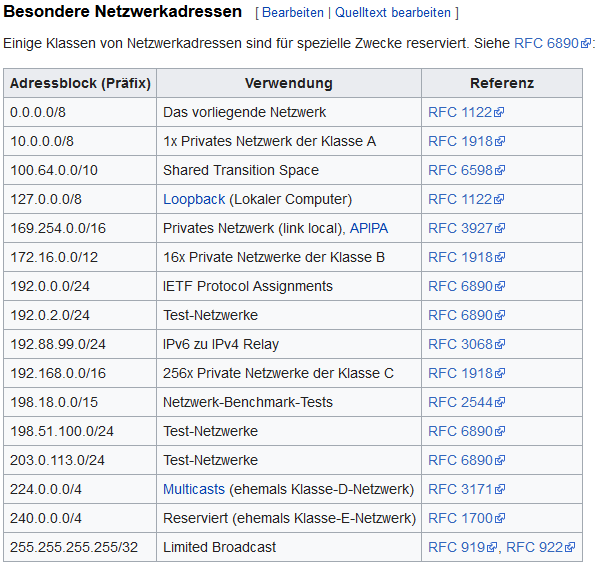 Besondere Netzwerkadressen [ Bearbeiten | Quelltext bearbeiten ]
Einige Klassen von Netzwerkadressen sind für spezielle Zwecke reserviert. Siehe RFC 6890:
Adressblock (Präfix) Verwendung Referenz
0.0.0.0/8 Das vorliegende Netzwerk RFC 1122
10.0.0.0/8 1x Privates Netzwerk der Klasse A RFC 1918
100.64.0.0/10 Shared Transition Space RFC 6598
127.0.0.0/8 Loopback (Lokaler Computer) RFC 1122
169.254.0.0/16 Privates Netzwerk (link local), APIPA RFC 3927
172.16.0.0/12 16x Private Netzwerke der Klasse B RFC 1918
192.0.0.0/24 IETF Protocol Assignments RFC 6890
192.0.2.0/24 Test-Netzwerke RFC 6890
192.88.99.0/24 IPv6 zu IPv4 Relay RFC 3068
192.168.0.0/16 256x Private Netzwerke der Klasse C RFC 1918
198.18.0.0/15 Netzwerk-Benchmark-Tests RFC 2544
198.51.100.0/24 Test-Netzwerke RFC 6890
203.0.113.0/24 Test-Netzwerke RFC 6890
224.0.0.0/4 Multicasts (ehemals Klasse-D-Netzwerk) RFC 3171
240.0.0.0/4 Reserviert (ehemals Klasse-E-Netzwerk) RFC 1700
255.255.255.255/32 Limited Broadcast RFC 919, RFC 922